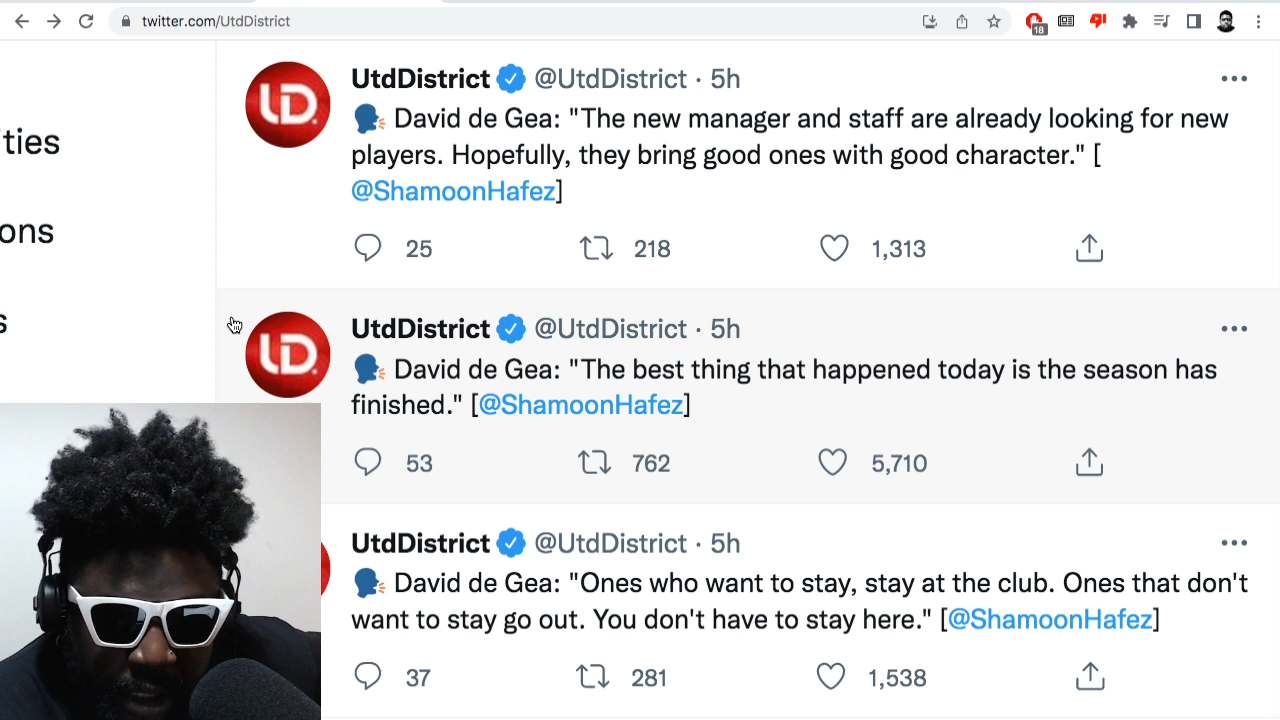 twitter.com/UtdDistrict
18
ities
ons
s
UtdDistrict @UtdDistrict · 5h
David de Gea: "The new manager and staff are already looking for new
players. Hopefully, they bring good ones with good character." [
@ShamoonHafez]
25 218 1,313
UtdDistrict @UtdDistrict · 5h
David de Gea: "The best thing that happened today is the season has
finished." [@ShamoonHafez]
53 762 5,710
UtdDistrict @UtdDistrict · 5h
David de Gea: "Ones who want to stay, stay at the club. Ones that don't
want to stay go out. You don't have to stay here." [@ShamoonHafez]
37 281 1,538